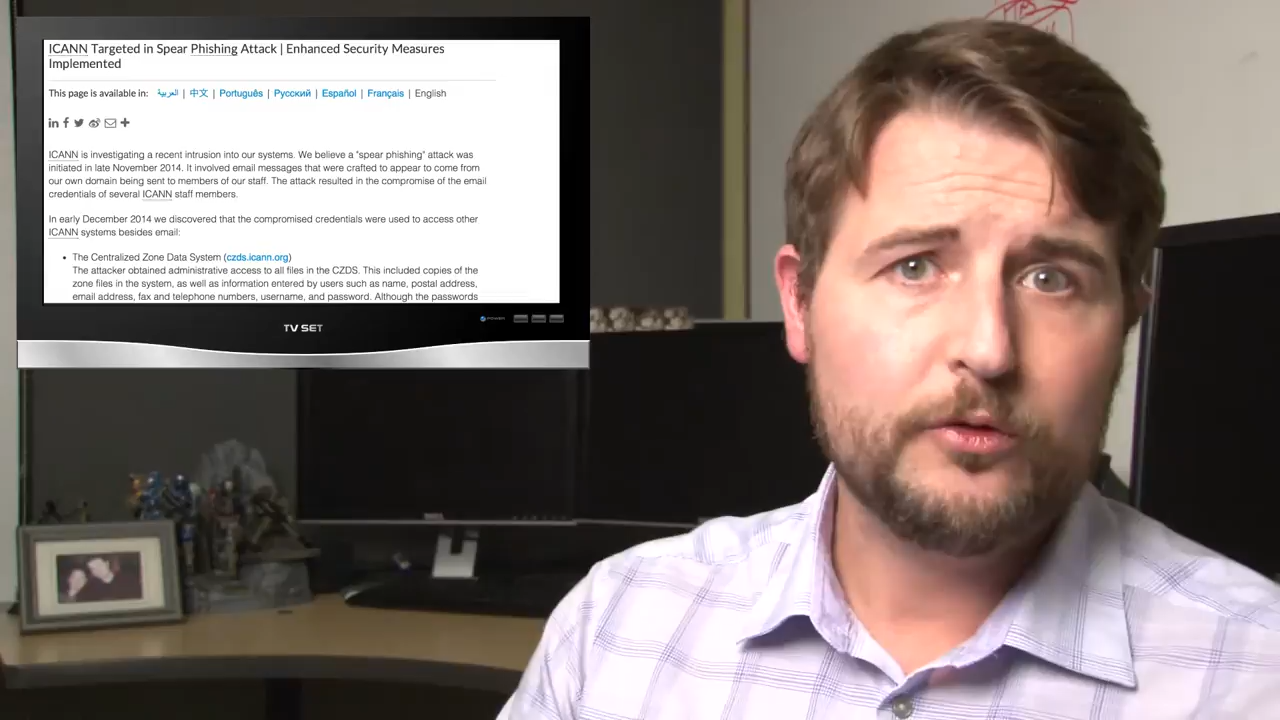 ICANN Targeted in Spear Phishing Attack | Enhanced Security Measures
Implemented
This page is available in: العربية | 中文 | Português | Русский | Español | Français | English
ICANN is investigating a recent intrusion into our systems. We believe a "spear phishing" attack was
initiated in late November 2014. It involved email messages that were crafted to appear to come from
our own domain being sent to members of our staff. The attack resulted in the compromise of the email
credentials of several ICANN staff members.
In early December 2014 we discovered that the compromised credentials were used to access other
ICANN systems besides email:
• The Centralized Zone Data System (czds.icann.org)
The attacker obtained administrative access to all files in the CZDS. This included copies of the
zone files in the system, as well as information entered by users such as name, postal address,
email address, fax and telephone numbers, username, and password. Although the passwords
POWER
TV SET